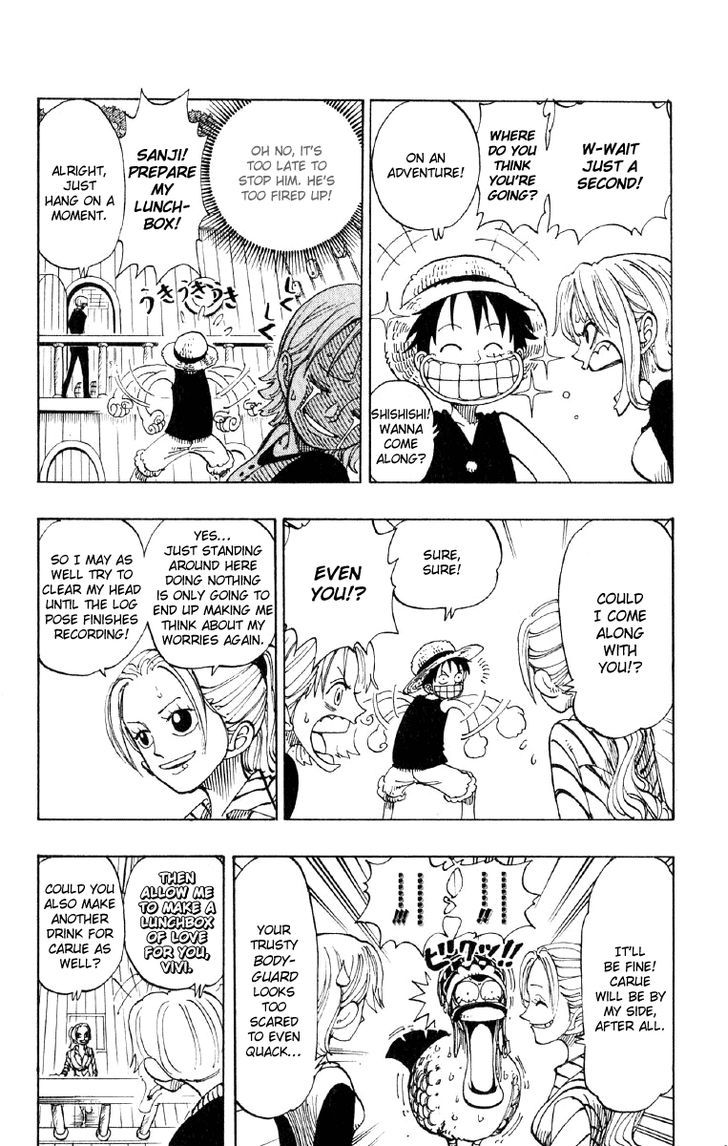 W-WAIT
JUST A
SECOND!
WHERE
DO YOU
THINK
YOU'RE
GOING?
ON AN
ADVENTURE!
SHISHISHI!
WANNA
COME
ALONG?
OH NO, IT'S
TOO LATE TO
STOP HIM. HE'S
TOO FIRED UP!
SANJI!
PREPARE
MY
LUNCH-
BOX!
ALRIGHT,
JUST
HANG ON A
MOMENT.
うきうきうき
COULD
I COME
ALONG
WITH
YOU!?
SURE,
SURE!
EVEN
YOU!?
YES...
JUST STANDING
AROUND HERE
DOING NOTHING
IS ONLY GOING TO
END UP MAKING ME
THINK ABOUT MY
WORRIES AGAIN.
SO I MAY AS
WELL TRY TO
CLEAR MY HEAD
UNTIL THE LOG
POSE FINISHES
RECORDING!
IT'LL
BE FINE!
CARUE
WILL BE BY
MY SIDE,
AFTER ALL.
ビークッ!!
YOUR
TRUSTY
BODY-
GUARD
LOOKS
TOO
SCARED
TO EVEN
QUACK...
THEN
ALLOW ME
TO MAKE A
LUNCHBOX
OF LOVE
FOR YOU,
VIVI.
COULD YOU
ALSO MAKE
ANOTHER
DRINK FOR
CARUE AS
WELL?